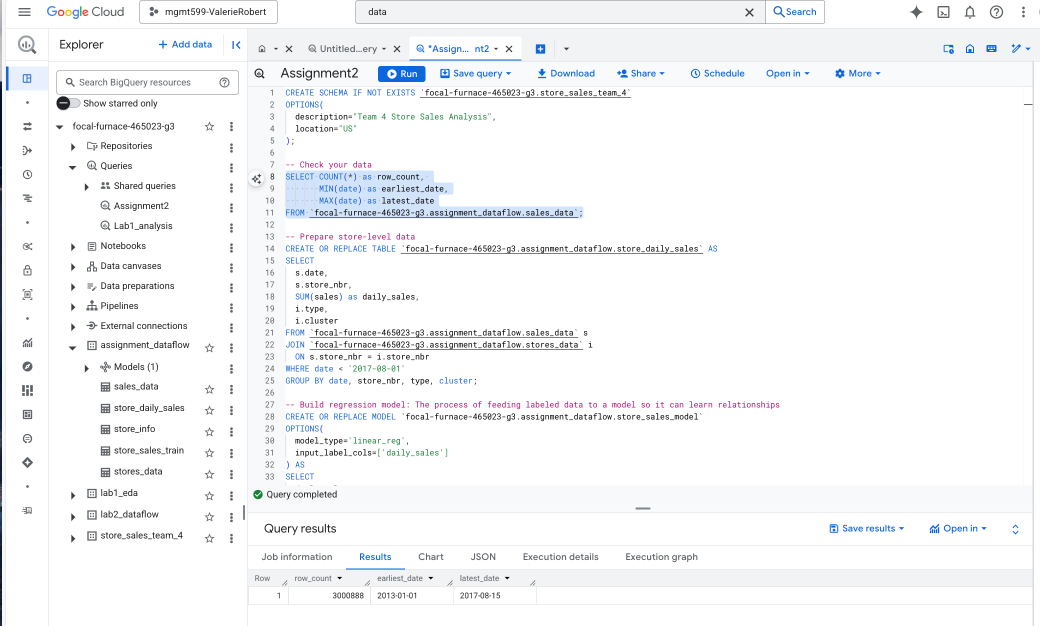 Google Cloud
mgmt599-ValerieRobert
data
Search
Explorer
+ Add data
Untitled...ery
*Assign... nt2
Search BigQuery resources
Show starred only
focal-furnace-465023-g3
Repositories
Queries
Shared queries
Assignment2
Lab1_analysis
Notebooks
Data canvases
Data preparations
Pipelines
External connections
assignment_dataflow
Models (1)
sales_data
store_daily_sales
store_info
store_sales_train
stores_data
lab1_eda
lab2_dataflow
store_sales_team_4
Assignment2
Run
Save query
Download
Share
Schedule
Open in
More
1 CREATE SCHEMA IF NOT EXISTS `focal-furnace-465023-g3.store_sales_team_4`
2 OPTIONS(
3 description="Team 4 Store Sales Analysis",
4 location="US"
5 );
6
7 -- Check your data
8 SELECT COUNT(*) as row_count,
9 MIN(date) as earliest_date,
10 MAX(date) as latest_date
11 FROM `focal-furnace-465023-g3.assignment_dataflow.sales_data`;
12
13 -- Prepare store-level data
14 CREATE OR REPLACE TABLE `focal-furnace-465023-g3.assignment_dataflow.store_daily_sales` AS
15 SELECT
16 s.date,
17 s.store_nbr,
18 SUM(sales) as daily_sales,
19 i.type,
20 i.cluster
21 FROM `focal-furnace-465023-g3.assignment_dataflow.sales_data` s
22 JOIN `focal-furnace-465023-g3.assignment_dataflow.stores_data` i
23 ON s.store_nbr = i.store_nbr
24 WHERE date < '2017-08-01'
25 GROUP BY date, store_nbr, type, cluster;
26
27 -- Build regression model: The process of feeding labeled data to a model so it can learn relationships
28 CREATE OR REPLACE MODEL `focal-furnace-465023-g3.assignment_dataflow.store_sales_model`
29 OPTIONS(
30 model_type='linear_reg',
31 input_label_cols=['daily_sales']
32 ) AS
33 SELECT
Query completed
Query results
Save results
Open in
Job information
Results
Chart
JSON
Execution details
Execution graph
Row row_count earliest_date latest_date
1 3000888 2013-01-01 2017-08-15